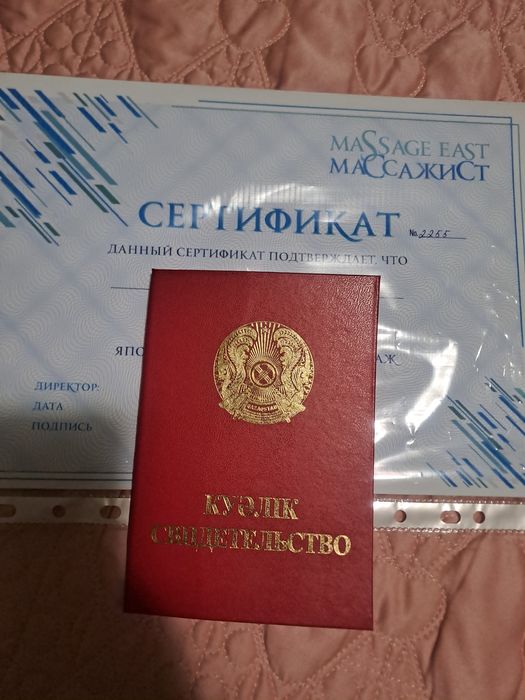 MASSAGE EAST
МАССАЖИСТ
СЕРТИФИКАТ № 2255
ДАННЫЙ СЕРТИФИКАТ ПОДТВЕРЖДАЕТ, ЧТО
ДИРЕКТОР:
ДАТА
ПОДПИСЬ
КУӘЛІК
СВИДЕТЕЛЬСТВО